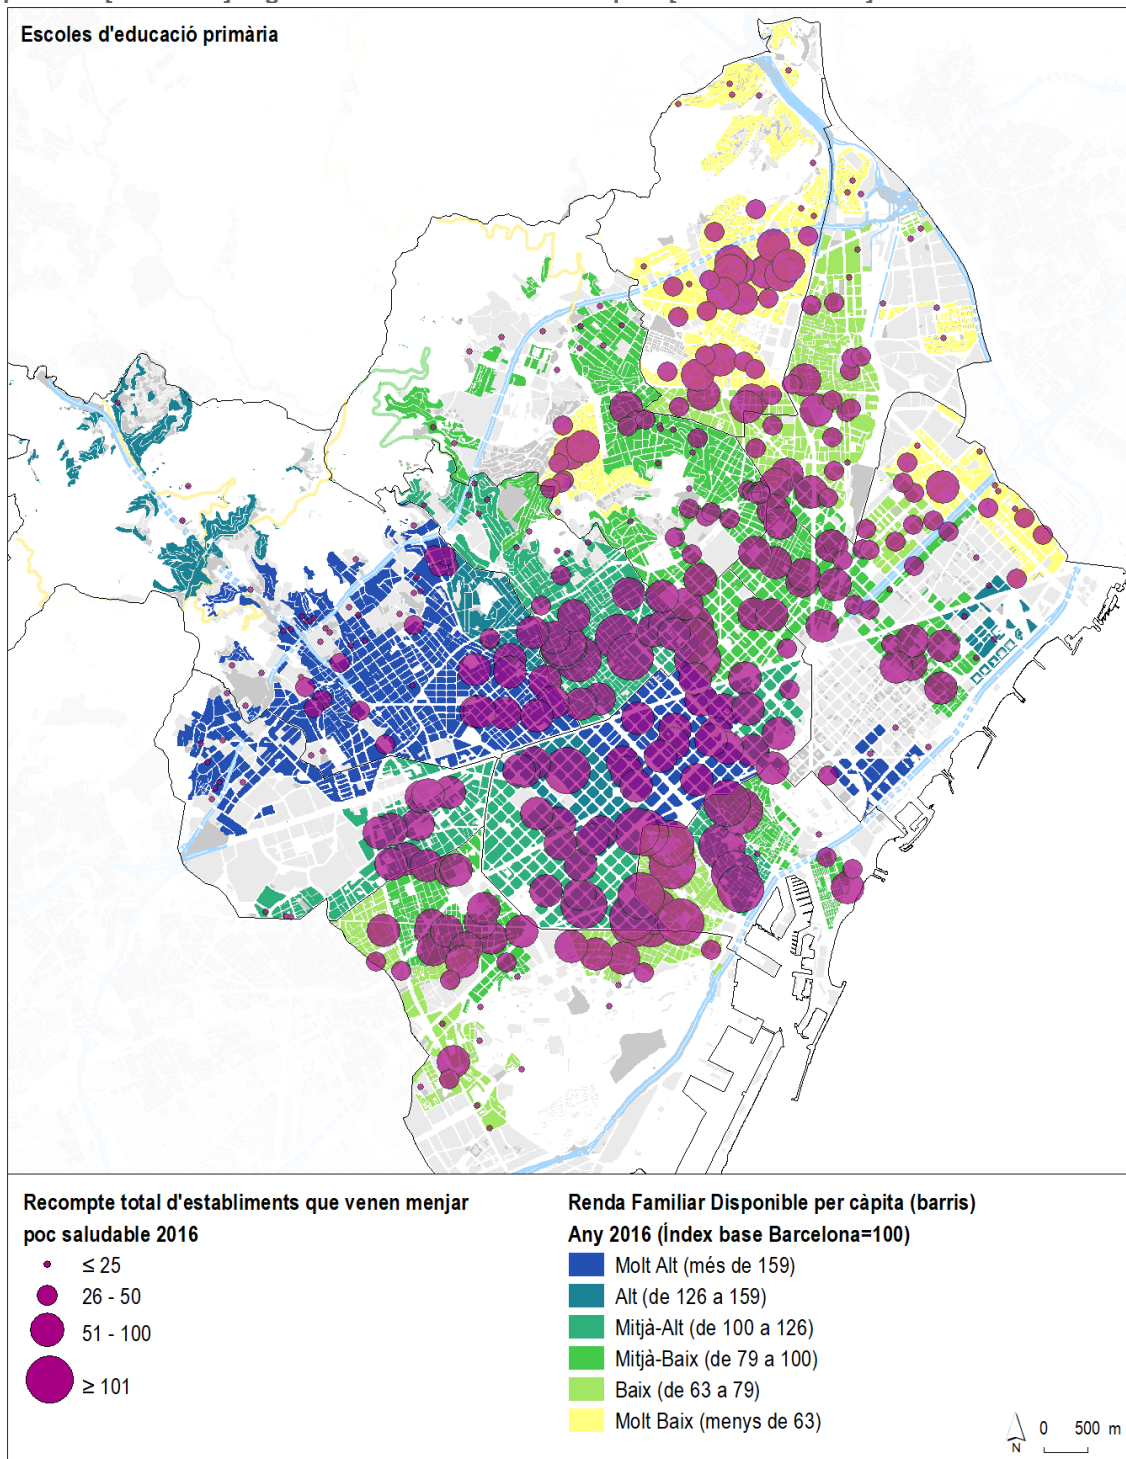 Escoles d'educació primària
Recompte total d'establiments que venen menjar
poc saludable 2016
≤ 25
26 - 50
51 - 100
≥ 101
Renda Familiar Disponible per càpita (barris)
Any 2016 (Índex base Barcelona=100)
Molt Alt (més de 159)
Alt (de 126 a 159)
Mitjà-Alt (de 100 a 126)
Mitjà-Baix (de 79 a 100)
Baix (de 63 a 79)
Molt Baix (menys de 63)
N
0 500 m